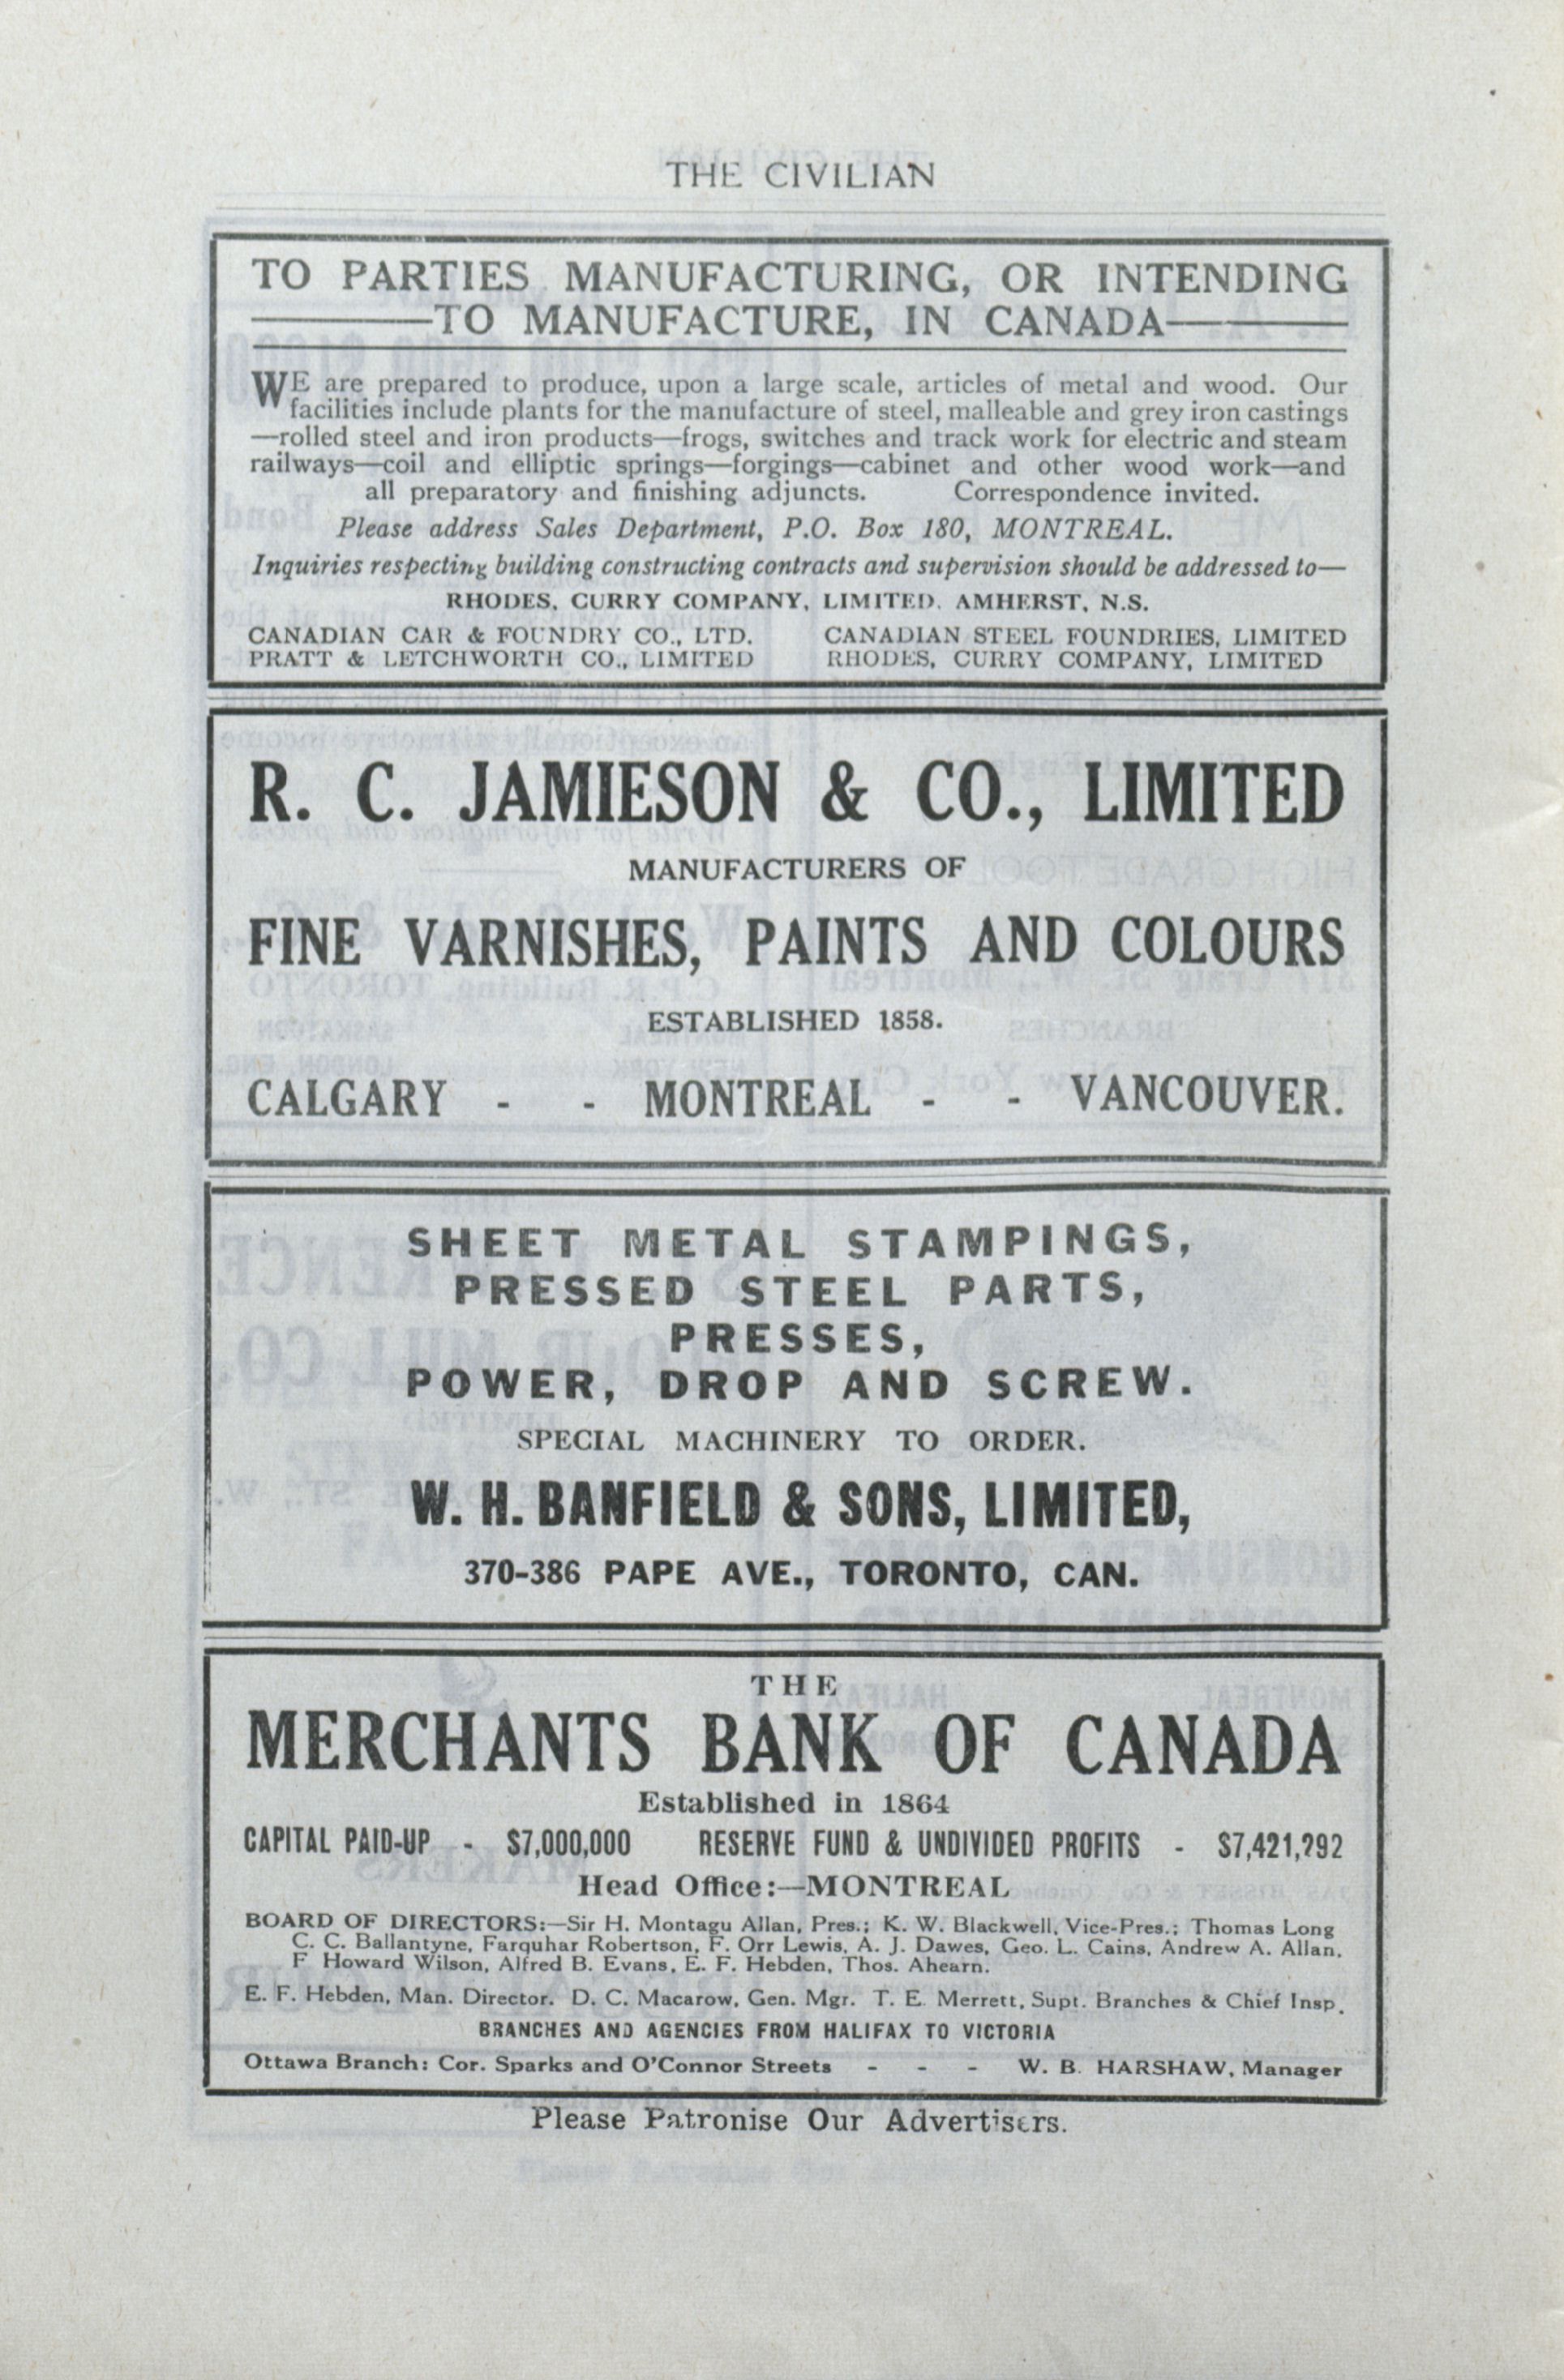 THE CIVILIAN
TO PARTIES MANUFACTURING, OR INTENDING
TO MANUFACTURE, IN CANADA
WE are prepared to produce, upon a large scale, articles of metal and wood. Our
facilities include plants for the manufacture of steel, malleable and grey iron castings
—rolled steel and iron products—frogs, switches and track work for electric and steam
railways—coil and elliptic springs—forgings—cabinet and other wood work—and
all preparatory and finishing adjuncts. Correspondence invited.
Please address Sales Department, P.O. Box 180, MONTREAL.
Inquiries respecting building constructing contracts and supervision should be addressed to—
RHODES, CURRY COMPANY, LIMITED, AMHERST, N.S.
CANADIAN CAR & FOUNDRY CO., LTD. CANADIAN STEEL FOUNDRIES, LIMITED
PRATT & LETCHWORTH CO., LIMITED RHODES, CURRY COMPANY, LIMITED
R. C. JAMIESON & CO., LIMITED
MANUFACTURERS OF
FINE VARNISHES, PAINTS AND COLOURS
ESTABLISHED 1858.
CALGARY - - MONTREAL - - VANCOUVER.
SHEET METAL STAMPINGS,
PRESSED STEEL PARTS,
PRESSES,
POWER, DROP AND SCREW.
SPECIAL MACHINERY TO ORDER.
W. H. BANFIELD & SONS, LIMITED,
370-386 PAPE AVE., TORONTO, CAN.
THE
MERCHANTS BANK OF CANADA
Established in 1864
CAPITAL PAID-UP - $7,000,000 RESERVE FUND & UNDIVIDED PROFITS -
Head Office:—MONTREAL
BOARD OF DIRECTORS:—Sir H. Montagu Allan, Pres.; K. W. Blackwell, Vice-Pres.; Thomas Long
C. C. Ballantyne, Farquhar Robertson, F. Orr Lewis, A. J. Dawes, Geo. L. Cains, Andrew A. Allan,
F Howard Wilson, Alfred B. Evans, E. F. Hebden, Thos. Ahearn.
E. F. Hebden, Man. Director. D. C. Macarow, Gen. Mgr. T. E. Merrett, Supt. Branches & Chief Insp.
BRANCHES AND AGENCIES FROM HALIFAX TO VICTORIA
Ottawa Branch: Cor. Sparks and O'Connor Streets - - - W. B. HARSHAW, Manager
Please Patronise Our Advertisers.